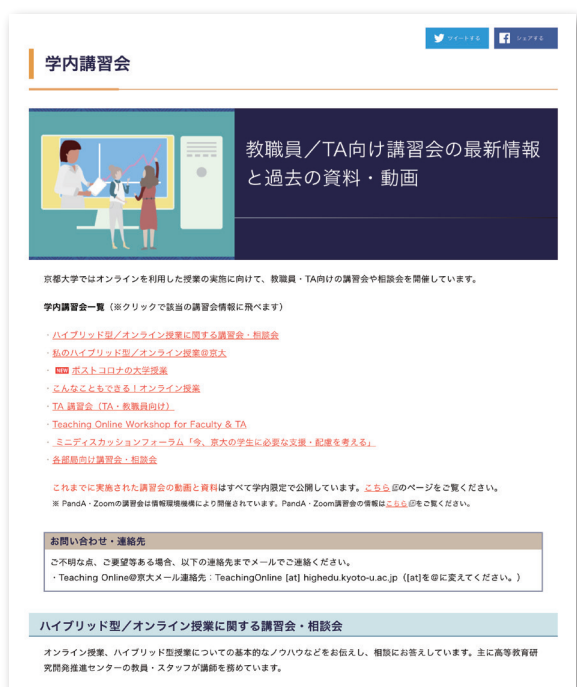 ツイートする
シェアする
学内講習会
教職員／TA向け講習会の最新情報
と過去の資料・動画
京都大学ではオンラインを利用した授業の実施に向けて、教職員・TA向けの講習会や相談会を開催しています。
学内講習会一覧（※クリックで該当の講習会情報に飛べます）
・ハイブリッド型／オンライン授業に関する講習会・相談会
・私のハイブリッド型／オンライン授業@京大
・NEW ポストコロナの大学授業
・こんなこともできる！オンライン授業
・TA 講習会（TA・教職員向け）
・Teaching Online Workshop for Faculty & TA
・ミニディスカッションフォーラム「今、京大の学生に必要な支援・配慮を考える」
・各部局向け講習会・相談会
これまでに実施された講習会の動画と資料はすべて学内限定で公開しています。こちらのページをご覧ください。
※ PandA・Zoomの講習会は情報環境機構により開催されています。PandA・Zoom講習会の情報はこちらをご覧ください。
お問い合わせ・連絡先
ご不明な点、ご要望等ある場合、以下の連絡先までメールでご連絡ください。
・Teaching Online@京大メール連絡先：TeachingOnline [at] highedu.kyoto-u.ac.jp（[at]を@に変えてください。）
ハイブリッド型／オンライン授業に関する講習会・相談会
オンライン授業、ハイブリッド型授業についての基本的なノウハウなどをお伝えし、相談にお答えしています。主に高等教育研
究開発推進センターの教員・スタッフが講師を務めています。